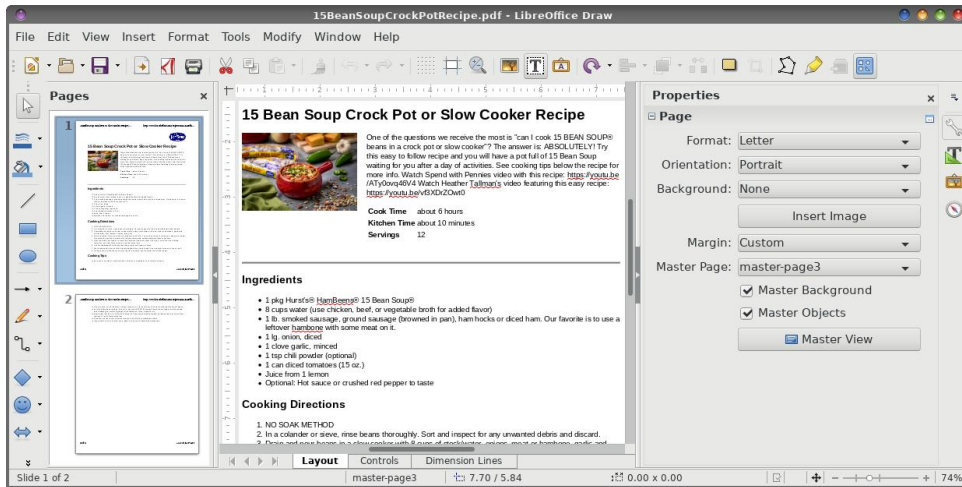 15BeanSoupCrockPotRecipe.pdf - LibreOffice Draw
File Edit View Insert Format Tools Modify Window Help
Pages
1
2
15 Bean Soup Crock Pot or Slow Cooker Recipe
One of the questions we receive the most is "can I cook 15 BEAN SOUP®
beans in a crock pot or slow cooker"? The answer is: ABSOLUTELY! Try
this easy to follow recipe and you will have a pot full of 15 Bean Soup
waiting for you after a day of activities. See cooking tips below the recipe for
more info. Watch Spend with Pennies video with this recipe: https://youtu.be
/ATy0vvq46V4 Watch Heather Tallman's video featuring this easy recipe:
https://youtu.be/vf3XDrZOwt0
Cook Time about 6 hours
Kitchen Time about 10 minutes
Servings 12
Ingredients
• 1 pkg Hurst's® HamBeens® 15 Bean Soup®
• 8 cups water (use chicken, beef, or vegetable broth for added flavor)
• 1 lb. smoked sausage, ground sausage (browned in pan), ham hocks or diced ham. Our favorite is to use a
leftover hambone with some meat on it.
• 1 lg. onion, diced
• 1 clove garlic, minced
• 1 tsp chili powder (optional)
• 1 can diced tomatoes (15 oz.)
• Juice from 1 lemon
• Optional: Hot sauce or crushed red pepper to taste
Cooking Directions
1. NO SOAK METHOD
2. In a colander or sieve, rinse beans thoroughly. Sort and inspect for any unwanted debris and discard.
Layout Controls Dimension Lines
Properties
Page
Format: Letter
Orientation: Portrait
Background: None
Insert Image
Margin: Custom
Master Page: master-page3
Master Background
Master Objects
Master View
Slide 1 of 2 master-page3 7.70 / 5.84 0.00 x 0.00 74%